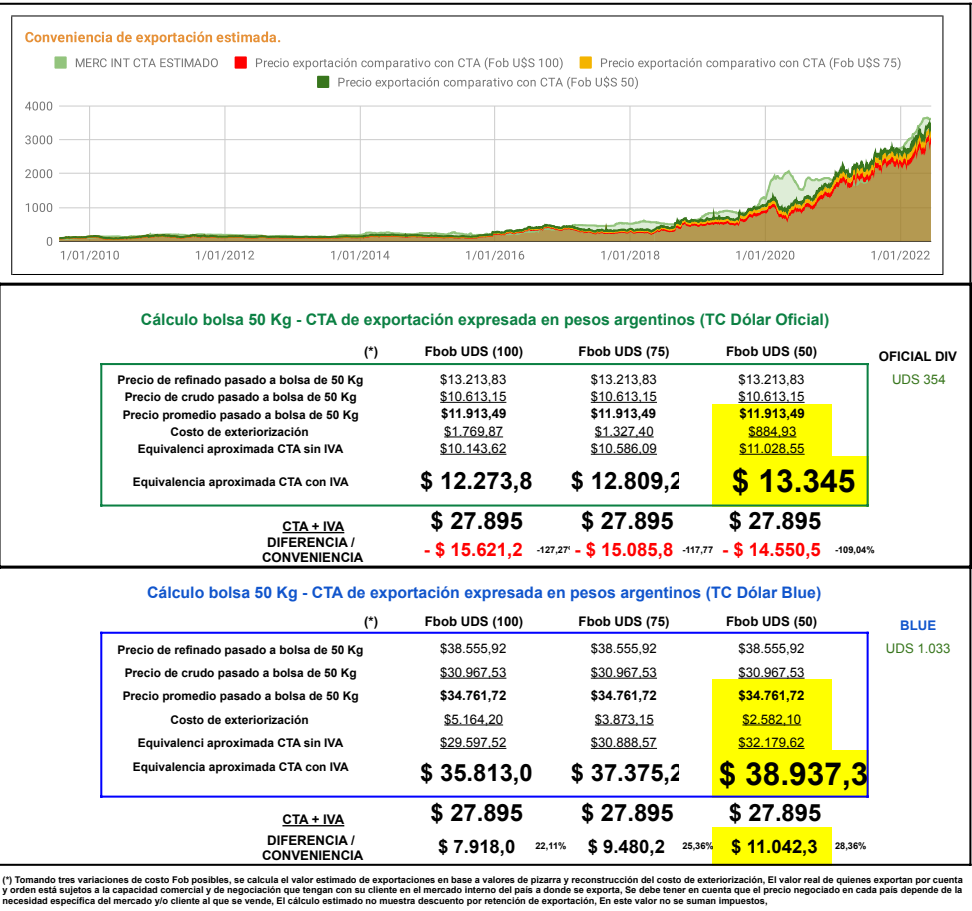 Conveniencia de exportación estimada.
MERC INT CTA ESTIMADO Precio exportación comparativo con CTA (Fob U$S 100) Precio exportación comparativo con CTA (Fob U$S 75)
Precio exportación comparativo con CTA (Fob U$S 50)
4000
3000
2000
1000
0
1/01/2010 1/01/2012 1/01/2014 1/01/2016 1/01/2018 1/01/2020 1/01/2022
Cálculo bolsa 50 Kg - CTA de exportación expresada en pesos argentinos (TC Dólar Oficial)
(*) Fbob UDS (100) Fbob UDS (75) Fbob UDS (50) OFICIAL DIV
Precio de refinado pasado a bolsa de 50 Kg $13.213,83 $13.213,83 $13.213,83 UDS 354
Precio de crudo pasado a bolsa de 50 Kg $10.613,15 $10.613,15 $10.613,15
Precio promedio pasado a bolsa de 50 Kg $11.913,49 $11.913,49 $11.913,49
Costo de exteriorización $1.769,87 $1.327,40 $884,93
Equivalenci aproximada CTA sin IVA $10.143,62 $10.586,09 $11.028,55
Equivalencia aproximada CTA con IVA $ 12.273,8 $ 12.809,2 $ 13.345
CTA + IVA $ 27.895 $ 27.895 $ 27.895
DIFERENCIA / CONVENIENCIA - $ 15.621,2 -127,27% - $ 15.085,8 -117,77 - $ 14.550,5 -109,04%
Cálculo bolsa 50 Kg - CTA de exportación expresada en pesos argentinos (TC Dólar Blue)
(*) Fbob UDS (100) Fbob UDS (75) Fbob UDS (50) BLUE
Precio de refinado pasado a bolsa de 50 Kg $38.555,92 $38.555,92 $38.555,92 UDS 1.033
Precio de crudo pasado a bolsa de 50 Kg $30.967,53 $30.967,53 $30.967,53
Precio promedio pasado a bolsa de 50 Kg $34.761,72 $34.761,72 $34.761,72
Costo de exteriorización $5.164,20 $3.873,15 $2.582,10
Equivalenci aproximada CTA sin IVA $29.597,52 $30.888,57 $32.179,62
Equivalencia aproximada CTA con IVA $ 35.813,0 $ 37.375,2 $ 38.937,3
CTA + IVA $ 27.895 $ 27.895 $ 27.895
DIFERENCIA / CONVENIENCIA $ 7.918,0 22,11% $ 9.480,2 25,36% $ 11.042,3 28,36%
(*) Tomando tres variaciones de costo Fob posibles, se calcula el valor estimado de exportaciones en base a valores de pizarra y reconstrucción del costo de exteriorización, El valor real de quienes exportan por cuenta
y orden está sujetos a la capacidad comercial y de negociación que tengan con su cliente en el mercado interno del país a donde se exporta, Se debe tener en cuenta que el precio negociado en cada país depende de la
necesidad específica del mercado y/o cliente al que se vende, El cálculo estimado no muestra descuento por retención de exportación, En este valor no se suman impuestos,